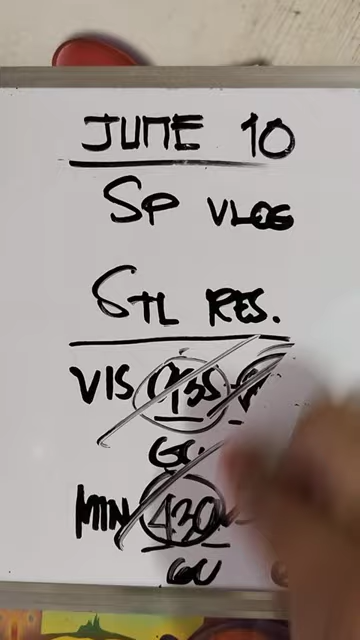 JUNE 10
SP VLOG
STL RES.
VIS
GU
MIN 430
GU